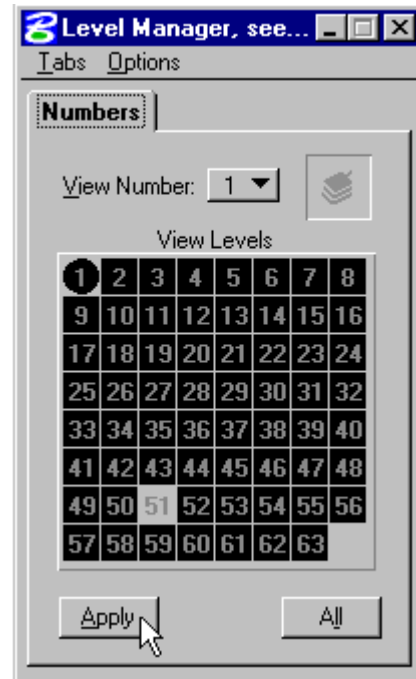 Level Manager, see...
Tabs Options
Numbers
View Number: 1
View Levels
1 2 3 4 5 6 7 8
9 10 11 12 13 14 15 16
17 18 19 20 21 22 23 24
25 26 27 28 29 30 31 32
33 34 35 36 37 38 39 40
41 42 43 44 45 46 47 48
49 50 51 52 53 54 55 56
57 58 59 60 61 62 63
Apply All